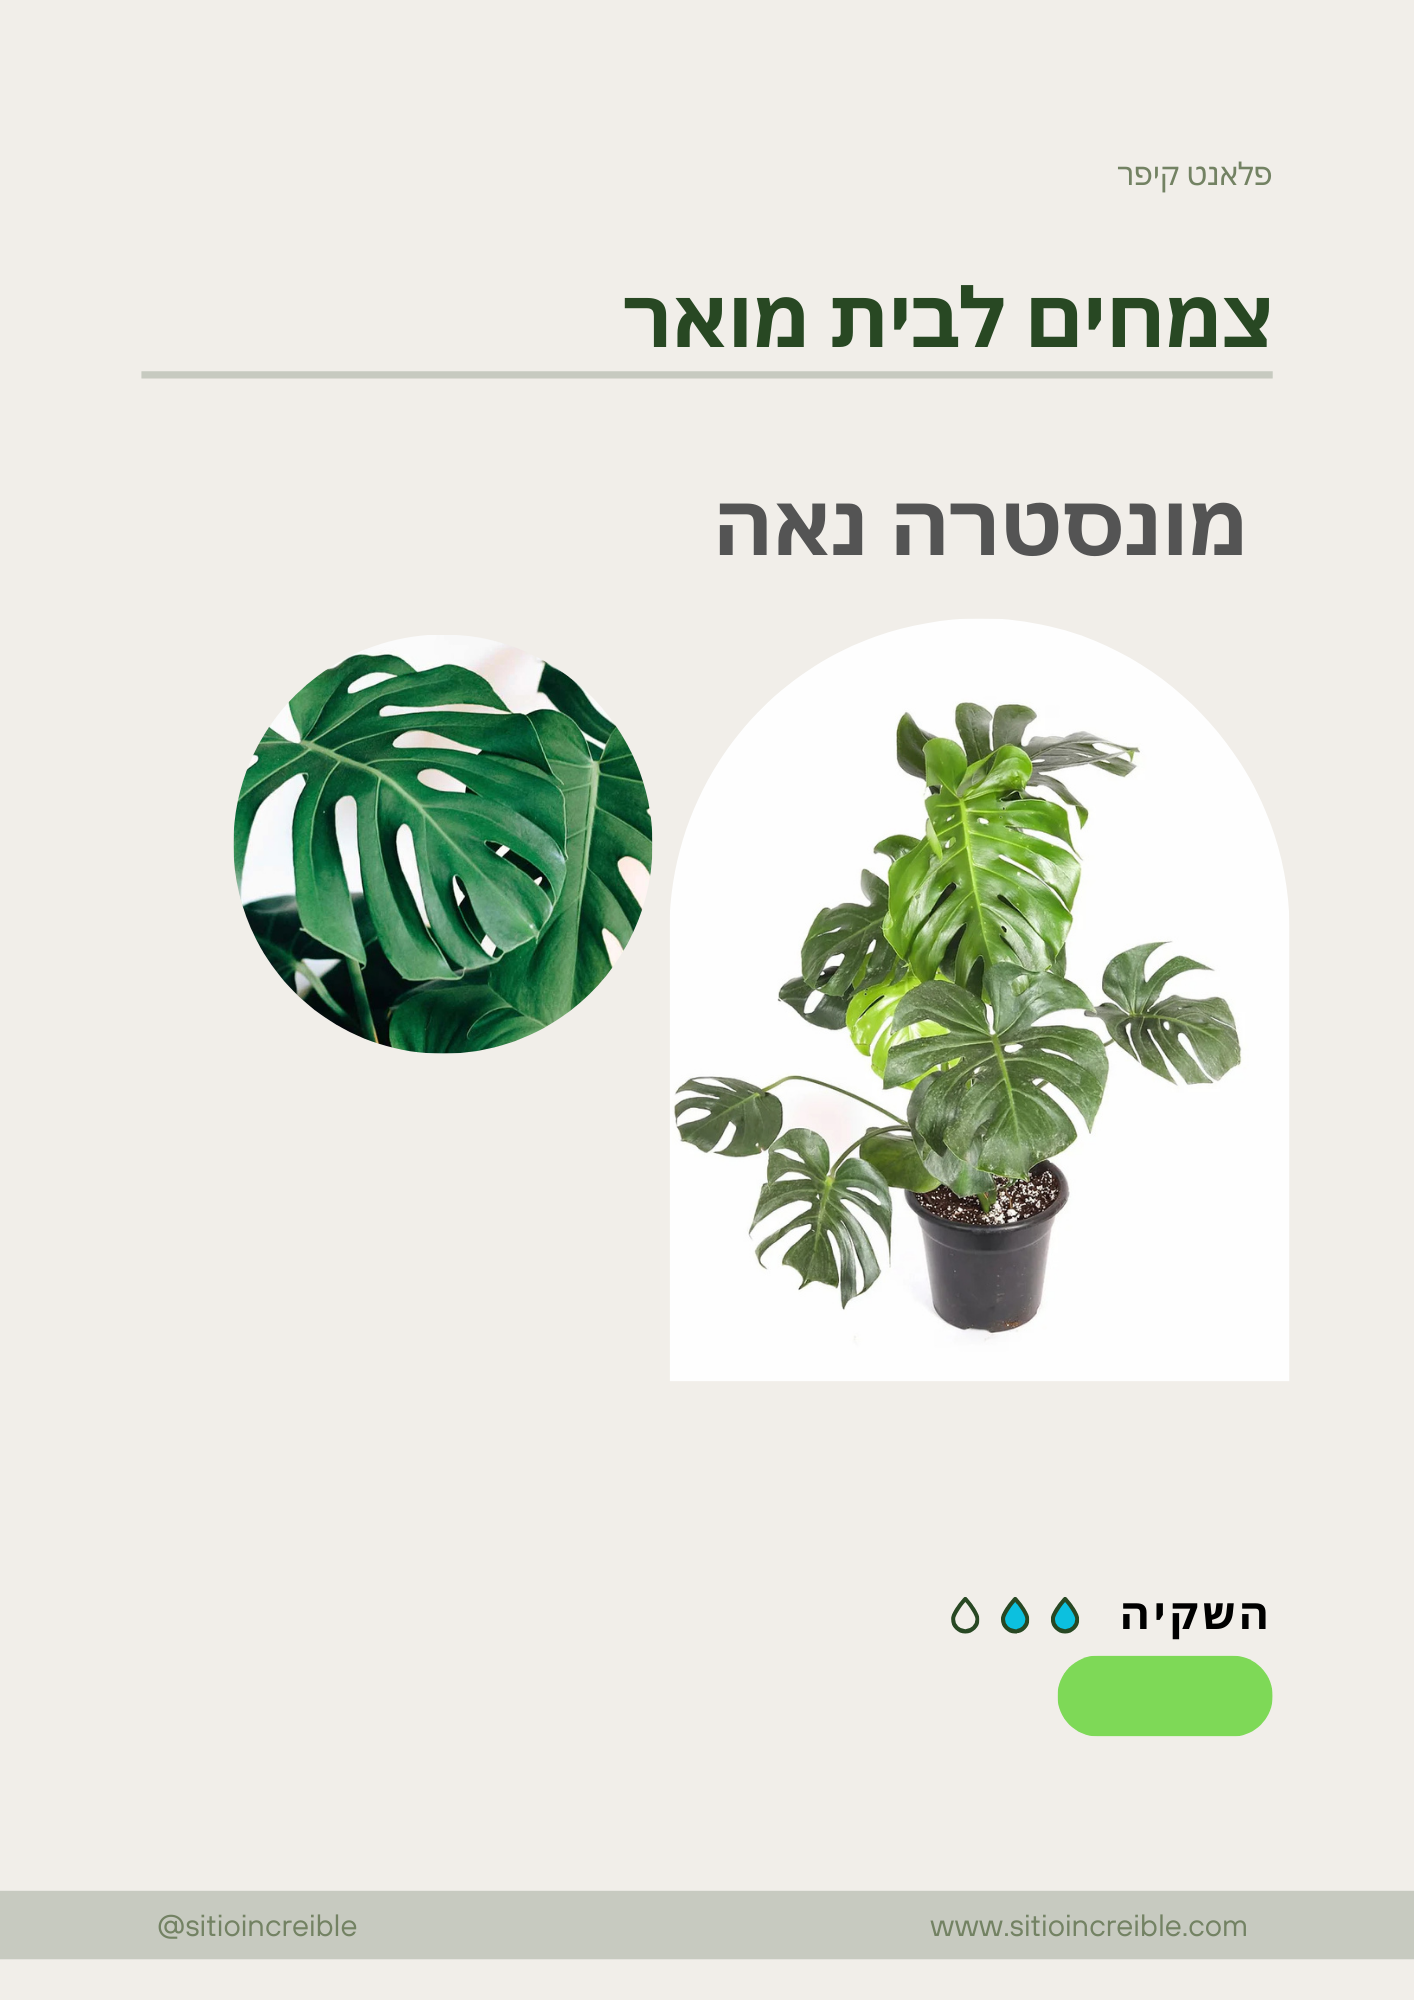 פלאנט קיפר
צמחים לבית מואר
מונסטרה נאה
השקיה
www.sitioincreible.com
@sitioincreible